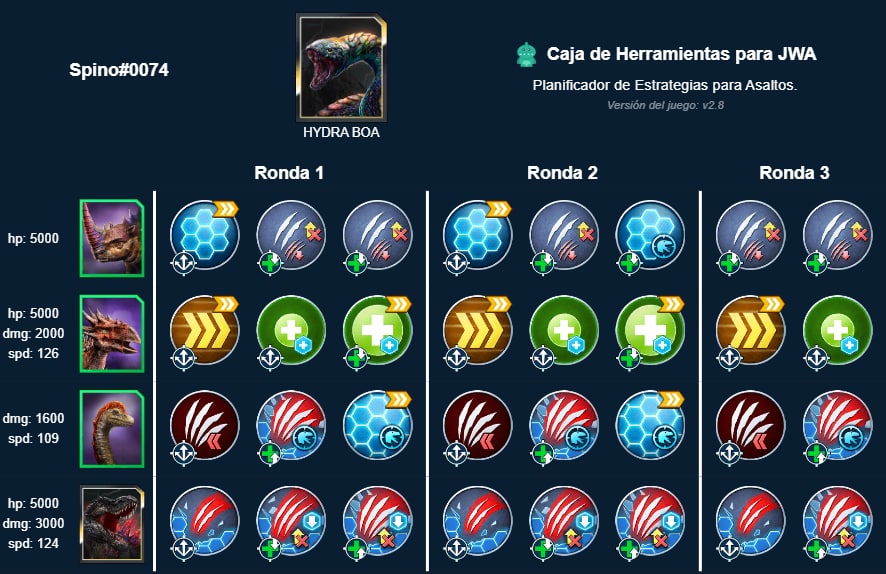 Spino#0074
HYDRA BOA
Caja de Herramientas para JWA
Planificador de Estrategias para Asaltos.
Versión del juego: v2.8
Ronda 1
Ronda 2
Ronda 3
hp: 5000
hp: 5000
dmg: 2000
spd: 126
dmg: 1600
spd: 109
hp: 5000
dmg: 3000
spd: 124